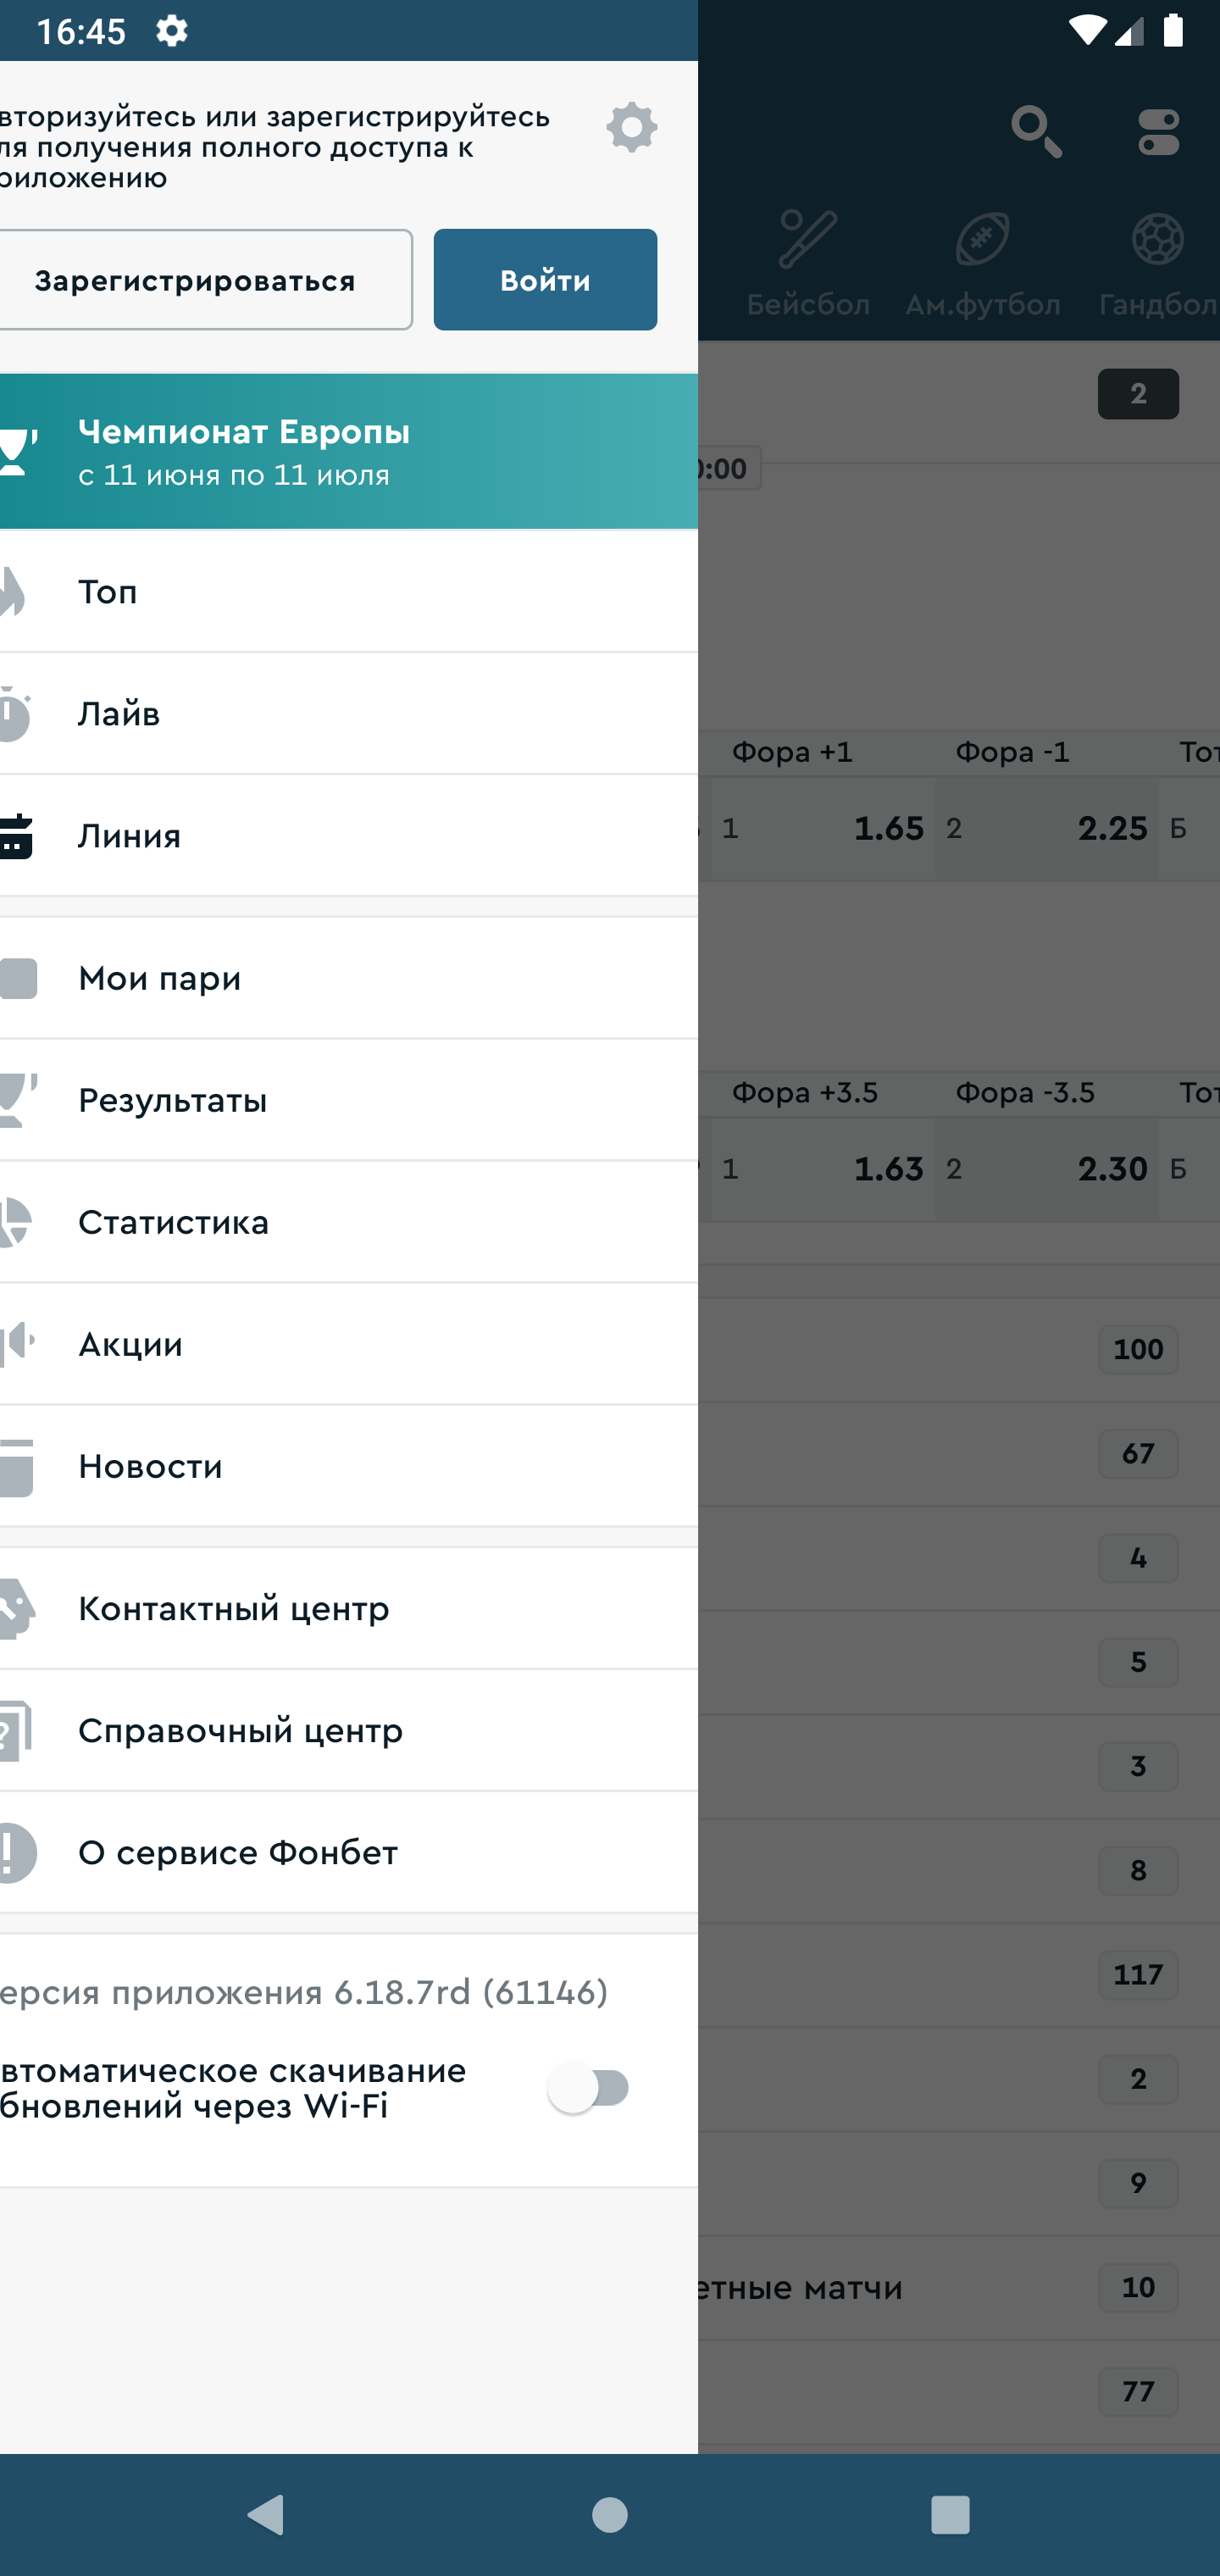 16:45
вторизуйтесь или зарегистрируйтесь
ля получения полного доступа к
риложению
Зарегистрироваться
Войти
Бейсбол
Ам.футбол
Гандбол
Чемпионат Европы
с 11 июня по 11 июля
2
0:00
Топ
Лайв
Линия
Фора +1
Фора -1
Тот
1
1.65
2
2.25
Б
Мои пари
Результаты
Статистика
Акции
Новости
Фора +3.5
Фора -3.5
Тот
1
1.63
2
2.30
Б
100
67
4
5
3
8
117
2
9
етные матчи
10
77
Контактный центр
Справочный центр
О сервисе Фонбет
ерсия приложения 6.18.7rd (61146)
втоматическое скачивание
бновлений через Wi-Fi